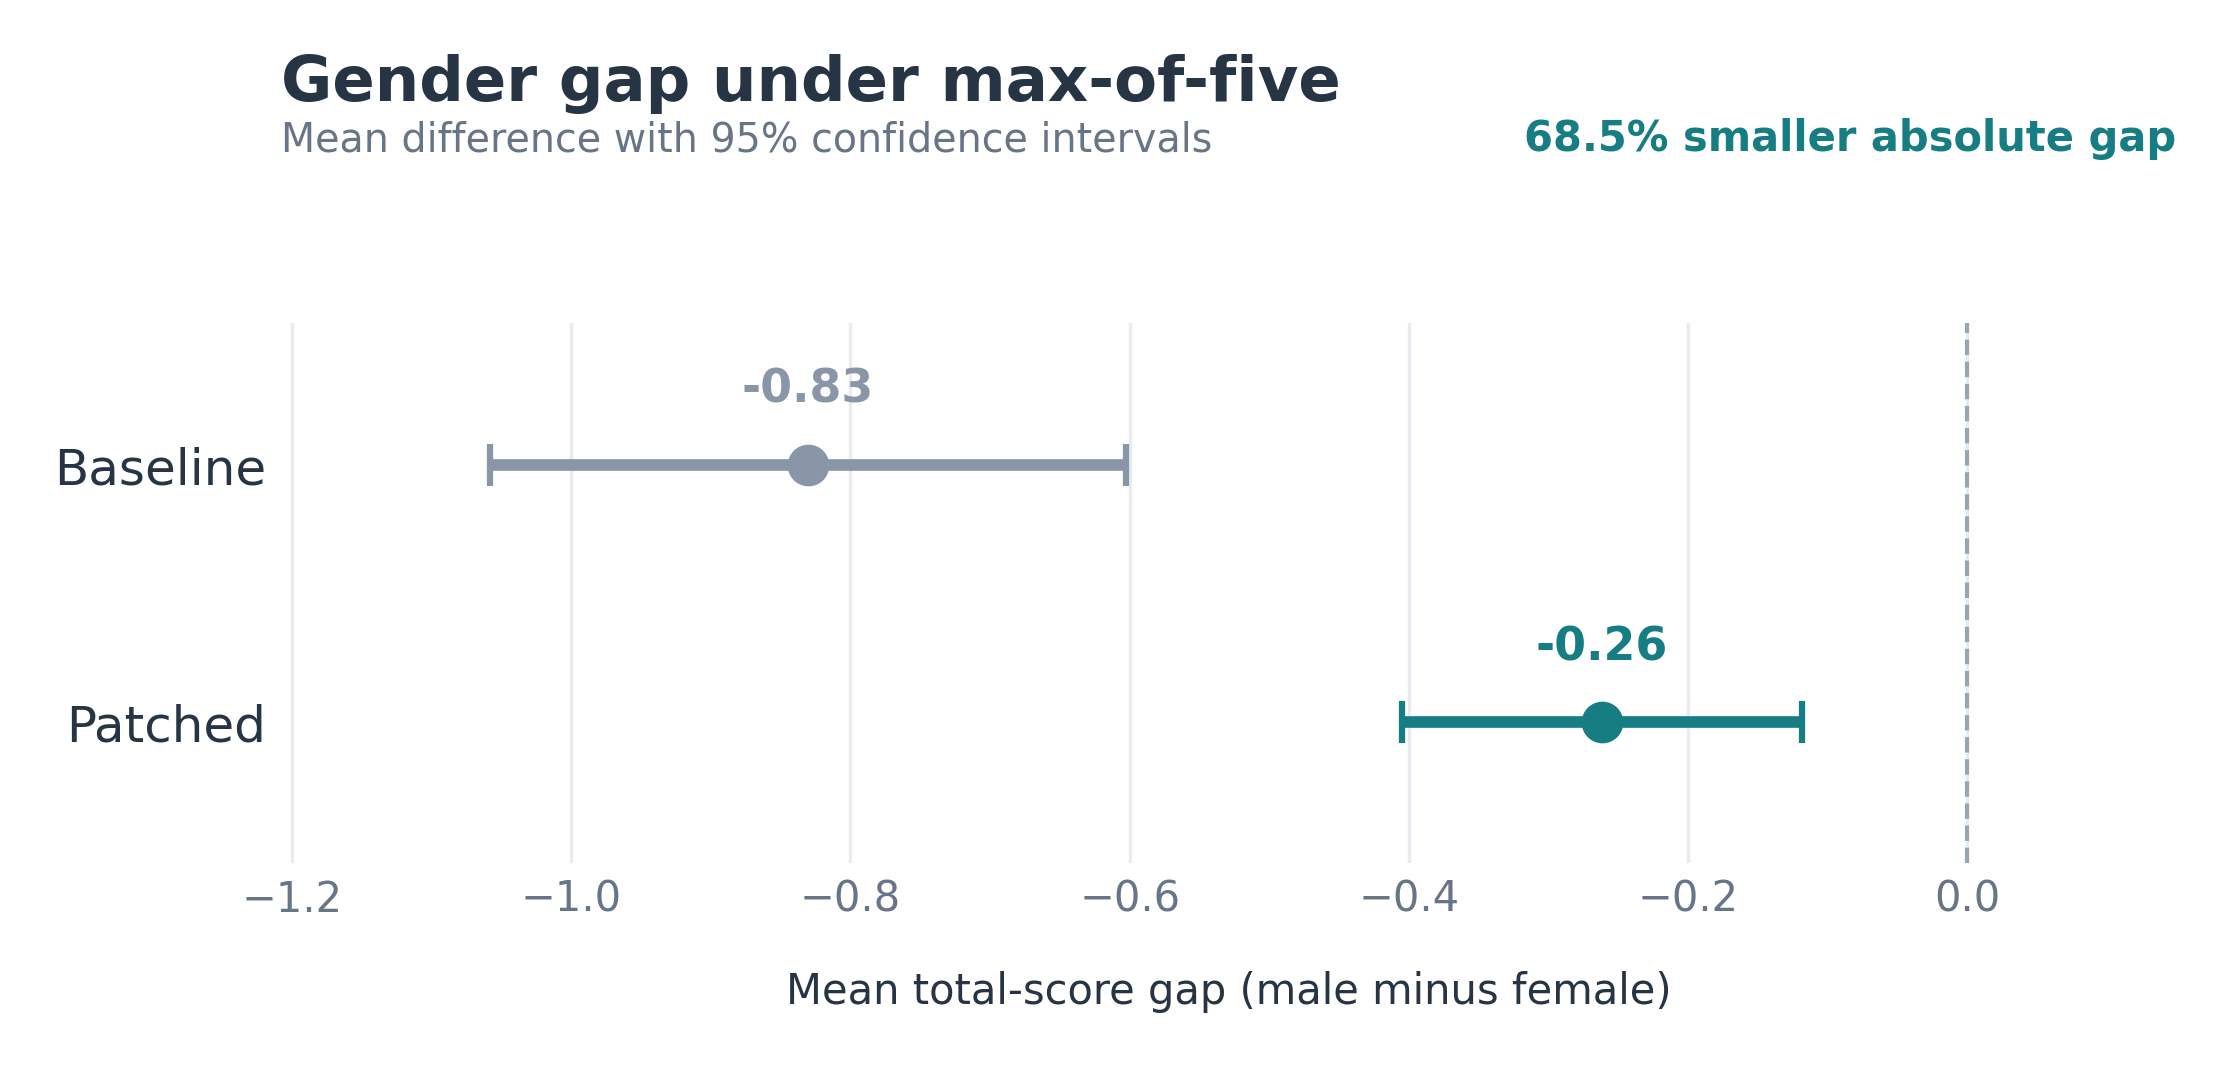 Gender gap under max-of-five
Mean difference with 95% confidence intervals
68.5% smaller absolute gap
-0.83
Baseline
-0.26
Patched
−1.2
−1.0
−0.8
−0.6
−0.4
−0.2
0.0
Mean total-score gap (male minus female)